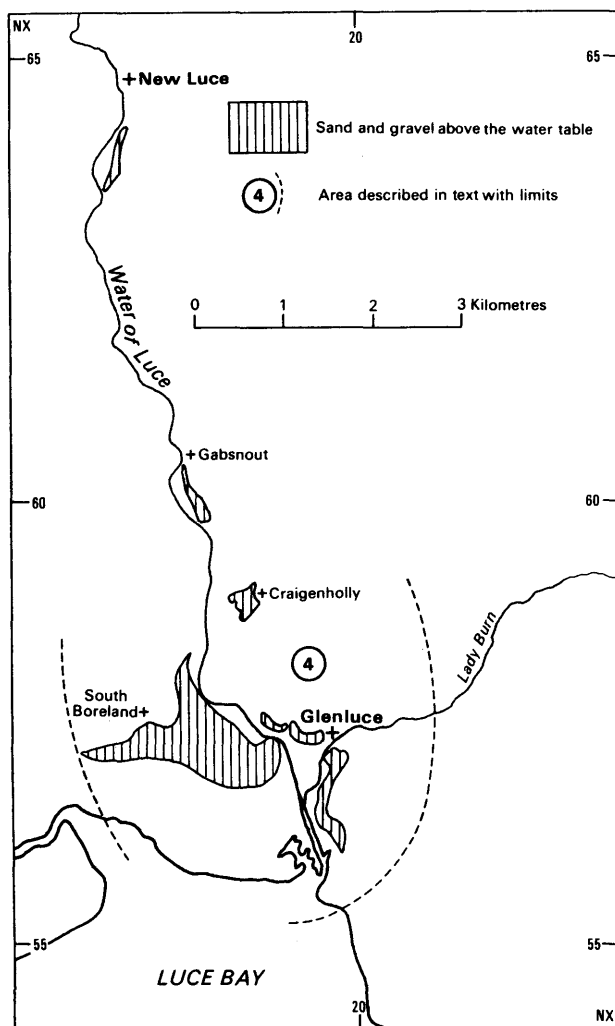 NX
20
65
65
+New Luce
Sand and gravel above the water table
4
Area described in text with limits
Water of Luce
0 1 2 3 Kilometres
+Gabsnout
60
60
+Craigenholly
Lady Burn
4
South
Boreland+
Glenluce
+
55
55
LUCE BAY
20
NX